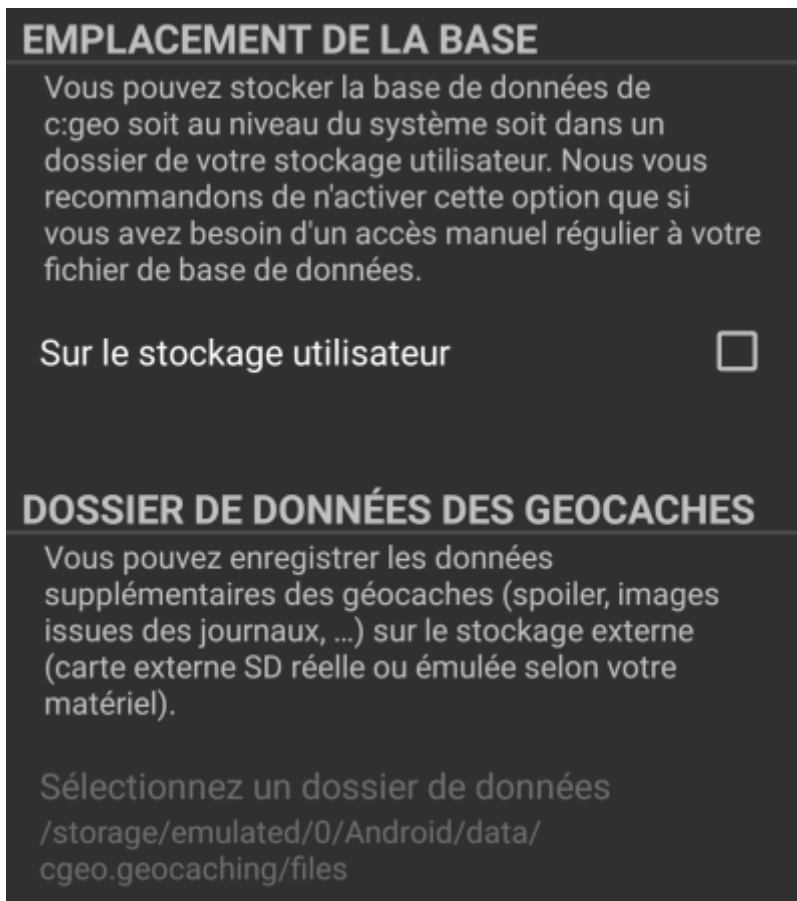 EMPLACEMENT DE LA BASE
Vous pouvez stocker la base de données de
c:geo soit au niveau du système soit dans un
dossier de votre stockage utilisateur. Nous vous
recommandons de n'activer cette option que si
vous avez besoin d'un accès manuel régulier à votre
fichier de base de données.
Sur le stockage utilisateur
DOSSIER DE DONNÉES DES GEOCACHES
Vous pouvez enregistrer les données
supplémentaires des géocaches (spoiler, images
issues des journaux, …) sur le stockage externe
(carte externe SD réelle ou émulée selon votre
matériel).
Sélectionnez un dossier de données
/storage/emulated/0/Android/data/
cgeo.geocaching/files